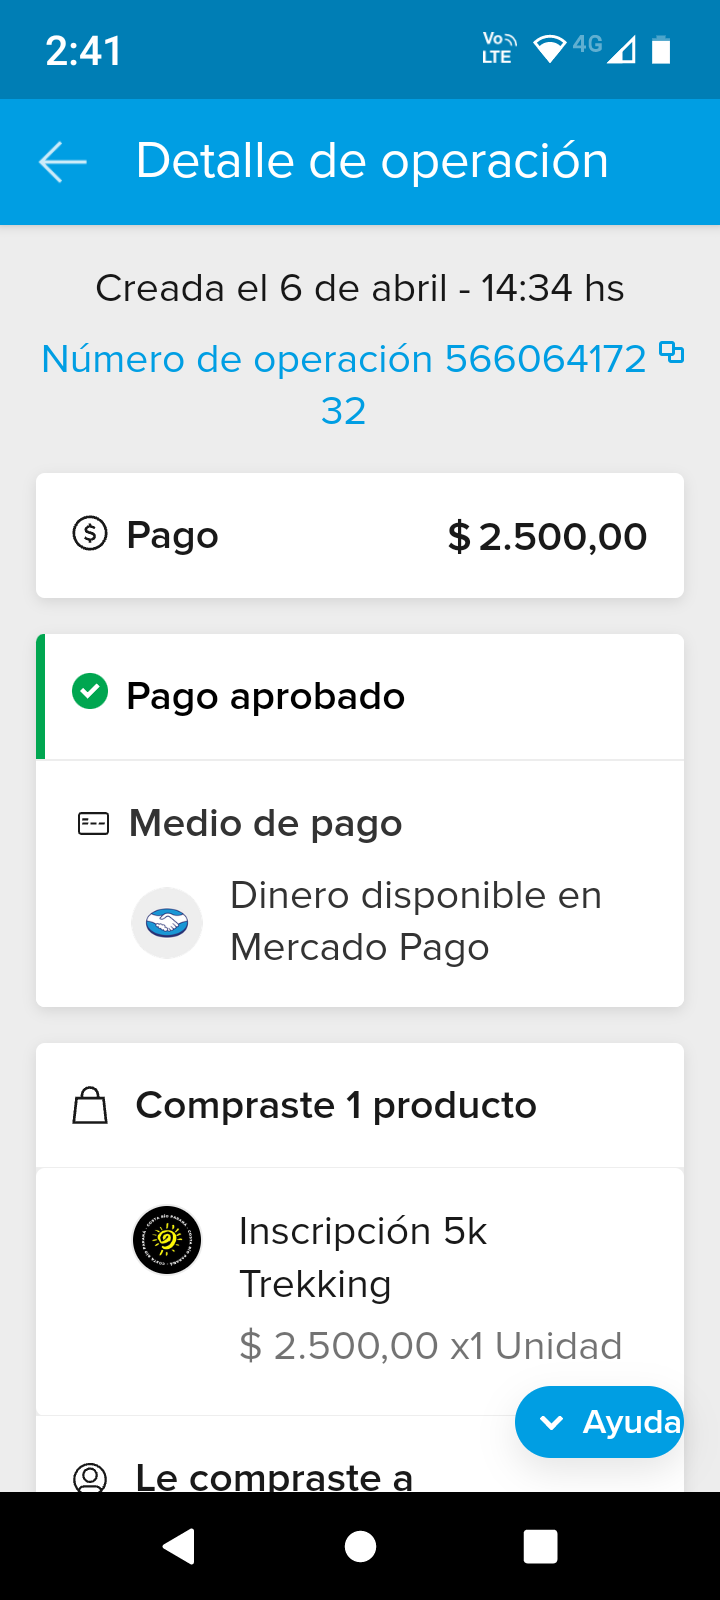 2:41
Vo LTE
4G
Detalle de operación
Creada el 6 de abril - 14:34 hs
Número de operación 566064172
32
Pago
$ 2.500,00
Pago aprobado
Medio de pago
Dinero disponible en
Mercado Pago
Compraste 1 producto
Inscripción 5k
Trekking
$ 2.500,00 x1 Unidad
Ayuda
Le compraste a